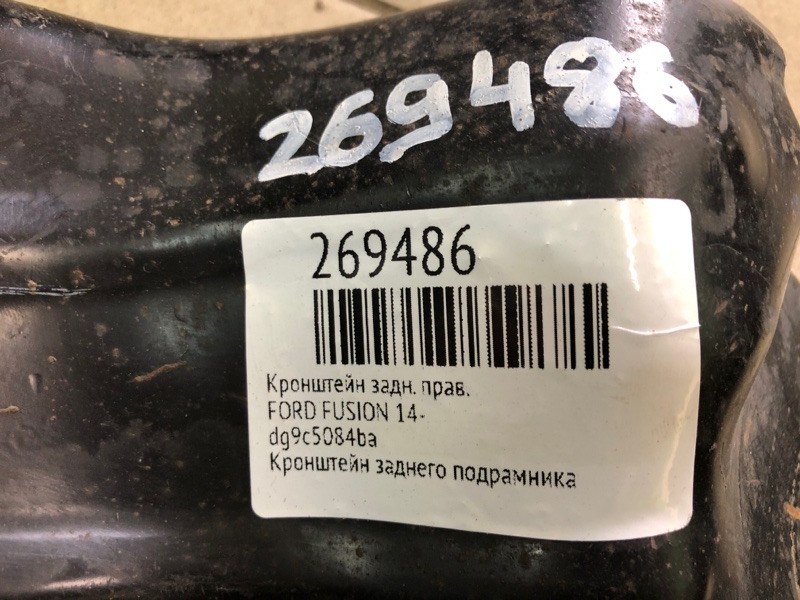 269486
269486
Кронштейн задн. прав.
FORD FUSION 14-
dg9c5084ba
Кронштейн заднего подрамника